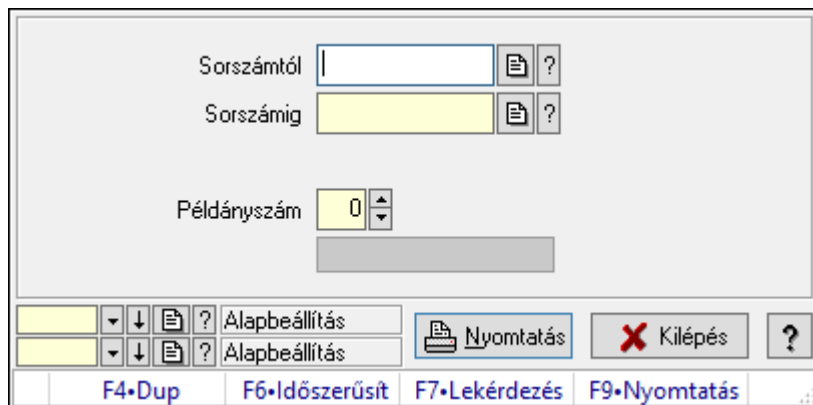 Sorszámtól ?
Sorszámig ?
Példányszám 0
? Alapbeállítás
? Alapbeállítás
Nyomtatás Kilépés ?
F4•Dup F6•Időszerűsít F7•Lekérdezés F9•Nyomtatás